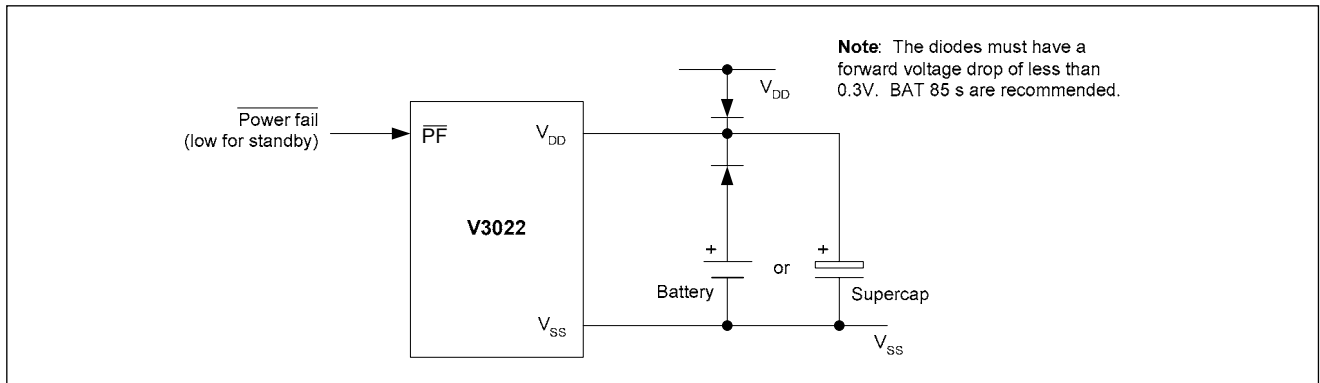 Note: The diodes must have a
forward voltage drop of less than
0.3V. BAT 85 s are recommended.
VDD
Power fail
(low for standby)
PF
VDD
V3022
+
+
Battery
or
Supercap
VSS
VSS